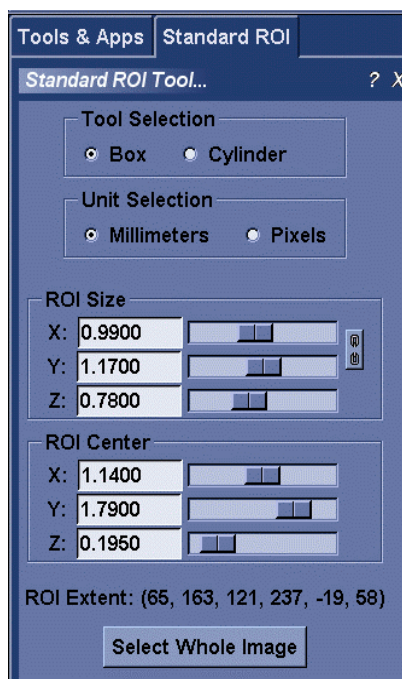 Tools & Apps Standard ROI
Standard ROI Tool... ? X
Tool Selection
Box Cylinder
Unit Selection
Millimeters Pixels
ROI Size
X: 0.9900
Y: 1.1700
Z: 0.7800
ROI Center
X: 1.1400
Y: 1.7900
Z: 0.1950
ROI Extent: (65, 163, 121, 237, -19, 58)
Select Whole Image